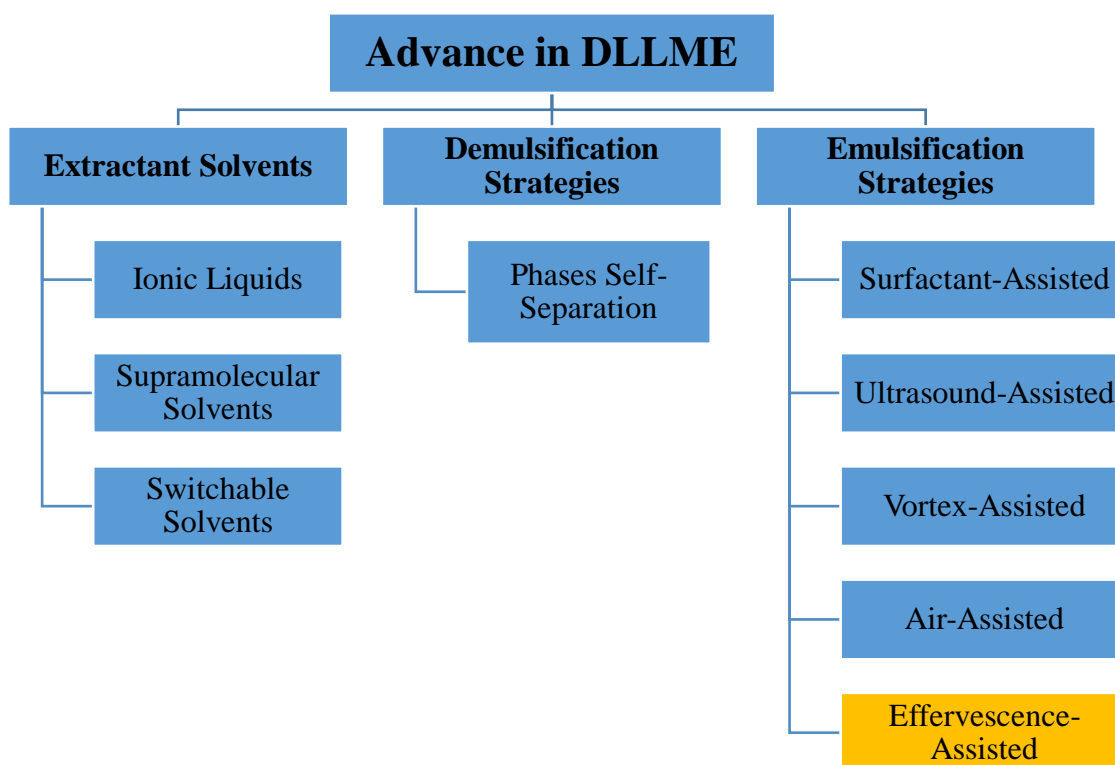 Advance in DLLME
Extractant Solvents
Ionic Liquids
Supramolecular
Solvents
Switchable
Solvents
Demulsification
Strategies
Phases Self-
Separation
Emulsification
Strategies
Surfactant-Assisted
Ultrasound-Assisted
Vortex-Assisted
Air-Assisted
Effervescence-
Assisted